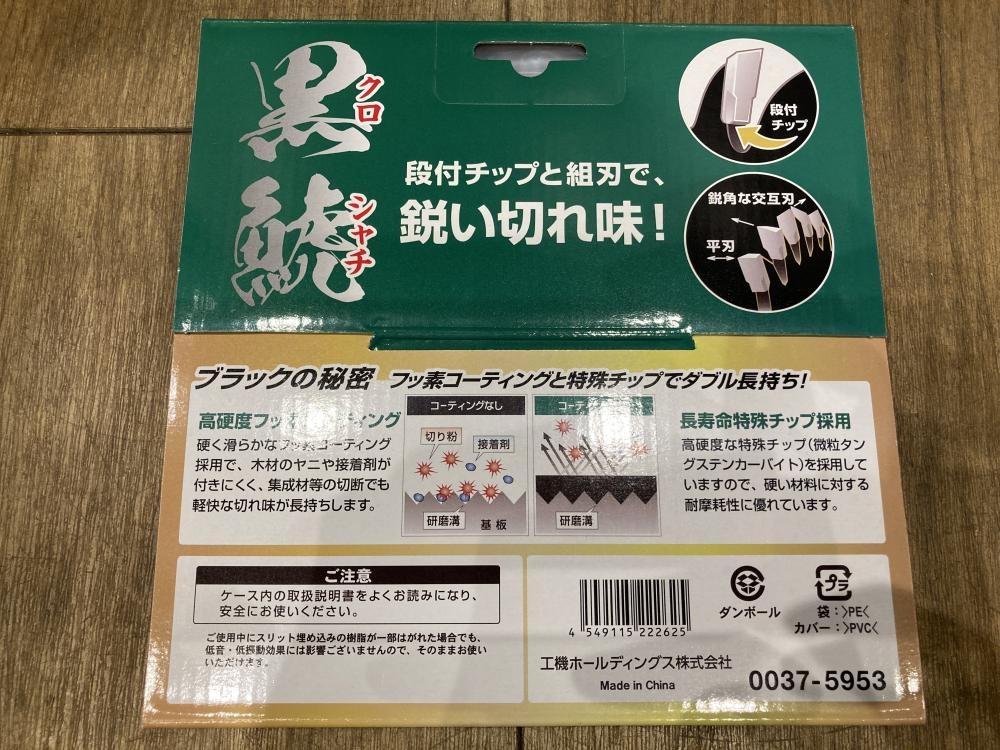 黒鯱
クロ
シャチ
段付チップと組刃で、
鋭い切れ味！
段付
チップ
鋭角な交互刃
平刃
ブラックの秘密 フッ素コーティングと特殊チップでダブル長持ち！
高硬度フッ素コーティング
硬く滑らかなフッ素コーティング
採用で、木材のヤニや接着剤が
付きにくく、集成材等の切断でも
軽快な切れ味が長持ちします。
コーティングなし
切り粉
接着剤
研磨溝
基板
研磨溝
長寿命特殊チップ採用
高硬度な特殊チップ（微粒タン
グステンカーバイト）を採用して
いますので、硬い材料に対する
耐摩耗性に優れています。
ご注意
ケース内の取扱説明書をよくお読みになり、
安全にお使いください。
ご使用中にスリット埋め込みの樹脂が一部はがれた場合でも、
低音・低振動効果には影響ございませんので、そのままお使い
いただけます。
4 549115 222625
ダンボール
プラ
袋：>PE<
カバー：>PVC<
工機ホールディングス株式会社
Made in China
0037-5953